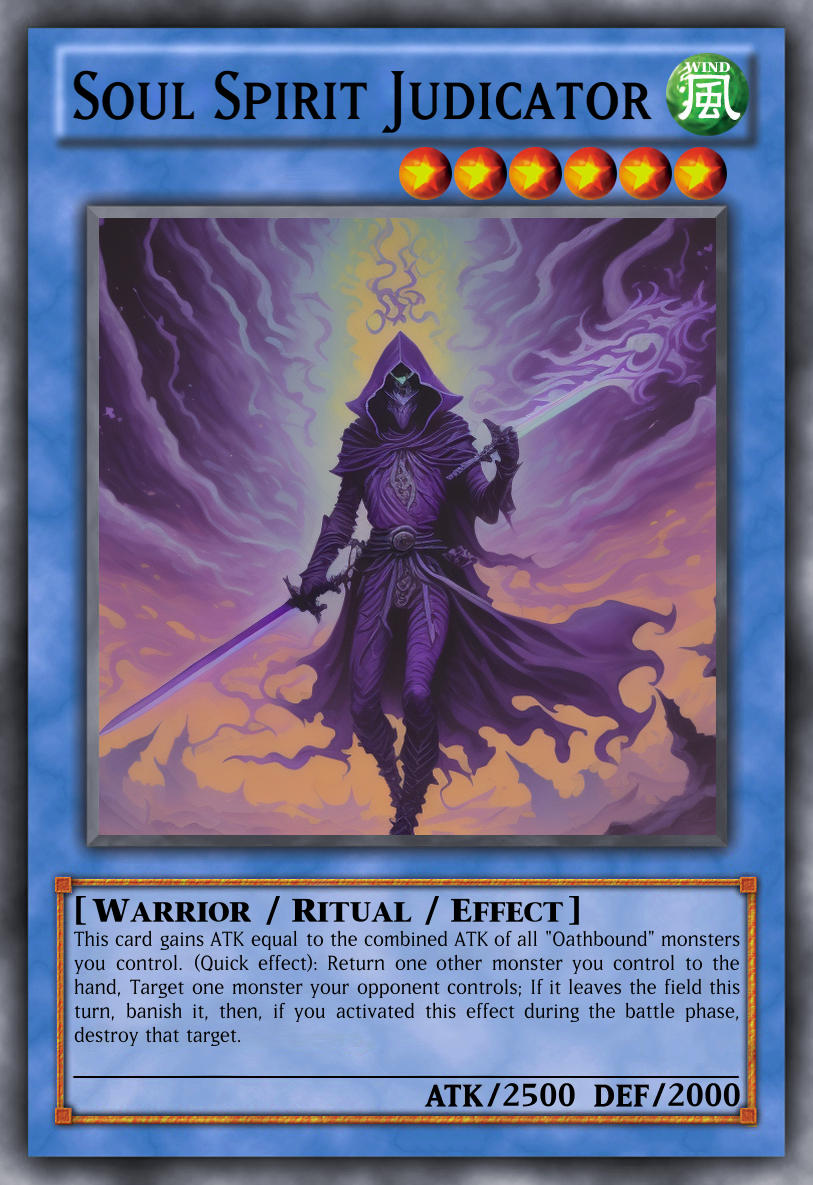 Soul Spirit Judicator
WIND
風
[ Warrior / Ritual / Effect ]
This card gains ATK equal to the combined ATK of all "Oathbound" monsters
you control. (Quick effect): Return one other monster you control to the
hand, Target one monster your opponent controls; If it leaves the field this
turn, banish it, then, if you activated this effect during the battle phase,
destroy that target.
ATK/2500 DEF/2000